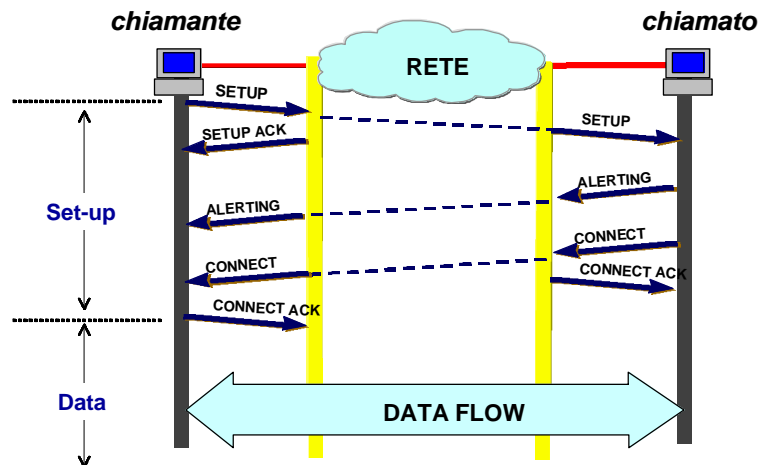 chiamante
chiamato
RETE
SETUP
SETUP ACK
SETUP
ALERTING
ALERTING
Set-up
CONNECT
CONNECT
CONNECT ACK
CONNECT ACK
Data
DATA FLOW